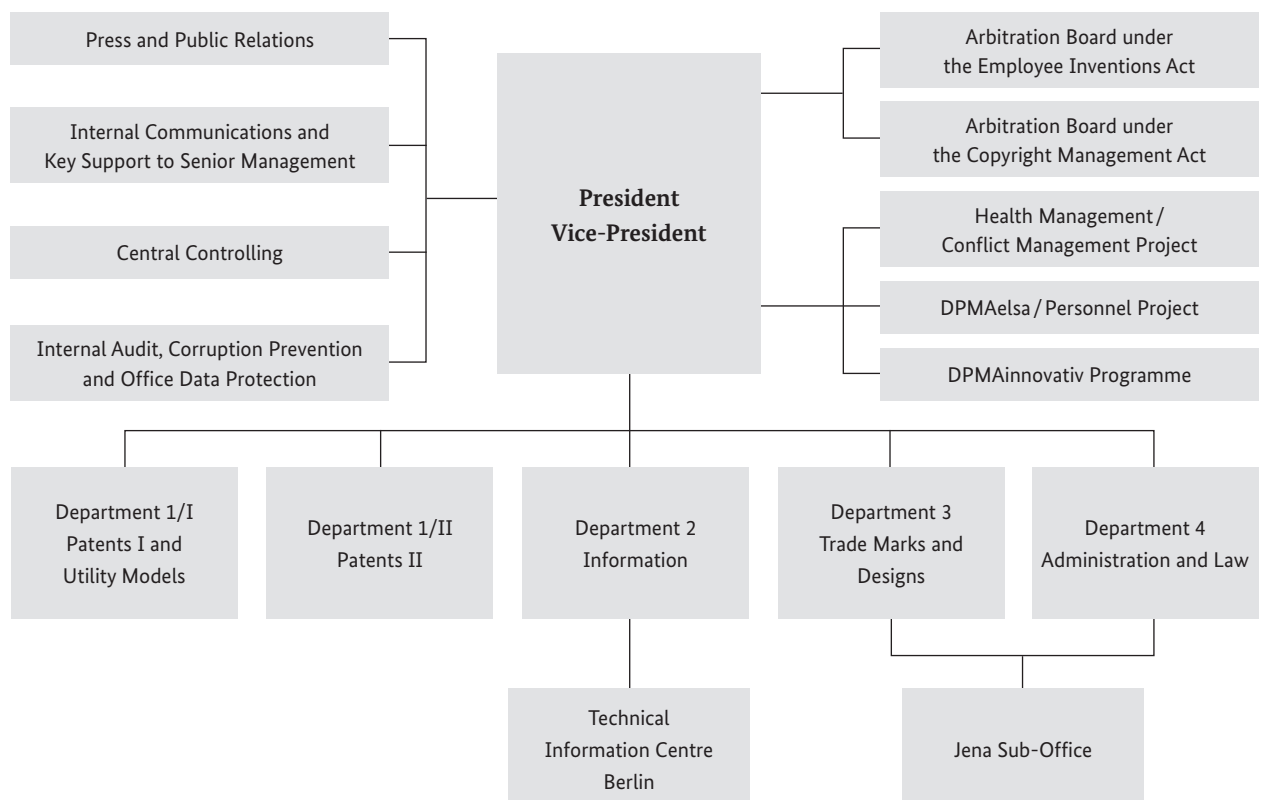 Press and Public Relations
Internal Communications and
Key Support to Senior Management
Central Controlling
Internal Audit, Corruption Prevention
and Office Data Protection
President
Vice-President
Arbitration Board under
the Employee Inventions Act
Arbitration Board under
the Copyright Management Act
Health Management /
Conflict Management Project
DPMAelsa / Personnel Project
DPMAinnovativ Programme
Department 1/I
Patents I and
Utility Models
Department 1/II
Patents II
Department 2
Information
Department 3
Trade Marks and
Designs
Department 4
Administration and Law
Technical
Information Centre
Berlin
Jena Sub-Office